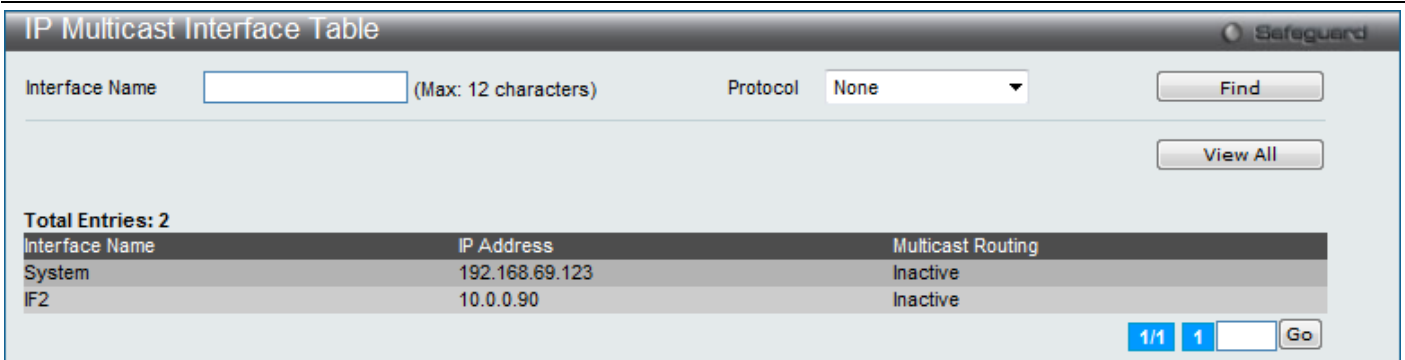 IP Multicast Interface Table Safeguard
Interface Name (Max: 12 characters) Protocol None Find
View All
Total Entries: 2
Interface Name IP Address Multicast Routing
System 192.168.69.123 Inactive
IF2 10.0.0.90 Inactive
1/1 1 Go